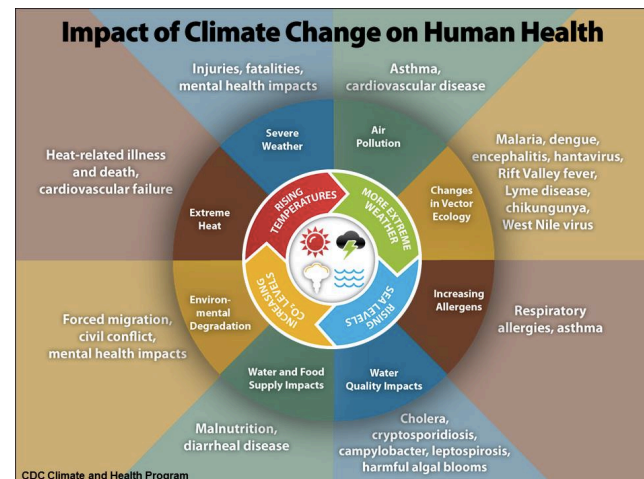 Impact of Climate Change on Human Health
Injuries, fatalities,
mental health impacts
Asthma,
cardiovascular disease
Severe
Weather
Air
Pollution
Heat-related illness
and death,
cardiovascular failure
Malaria, dengue,
encephalitis, hantavirus,
Rift Valley fever,
Lyme disease,
chikungunya,
West Nile virus
Extreme
Heat
Changes
in Vector
Ecology
RISING
TEMPERATURES
MORE EXTREME
WEATHER
RISING
SEA LEVELS
INCREASING
CO₂ LEVELS
Environ-
mental
Degradation
Increasing
Allergens
Forced migration,
civil conflict,
mental health impacts
Respiratory
allergies, asthma
Water and Food
Supply Impacts
Water
Quality Impacts
Malnutrition,
diarrheal disease
Cholera,
cryptosporidiosis,
campylobacter, leptospirosis,
harmful algal blooms
CDC Climate and Health Program